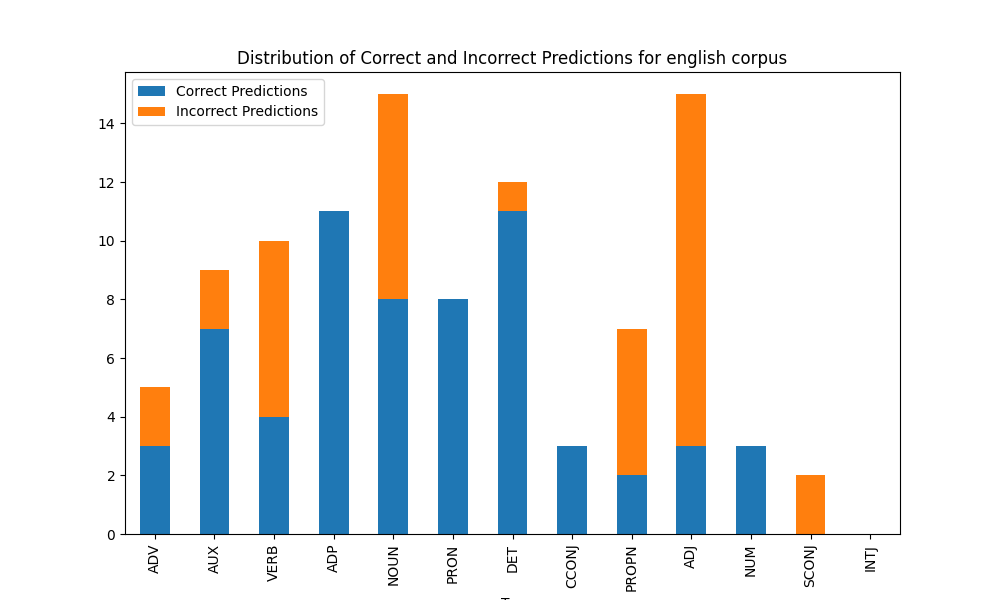 Distribution of Correct and Incorrect Predictions for english corpus
Correct Predictions
Incorrect Predictions
14
12
10
8
6
4
2
0
ADV
AUX
VERB
ADP
NOUN
PRON
DET
CCONJ
PROPN
ADJ
NUM
SCONJ
INTJ